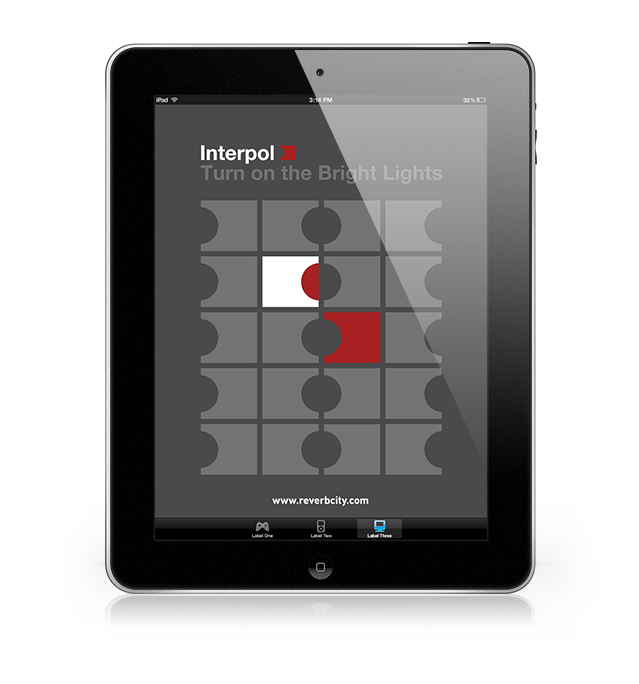 iPad 3:14 PM 32%
Interpol
Turn on the Bright Lights
www.reverbcity.com
Label One Label Two Label Three